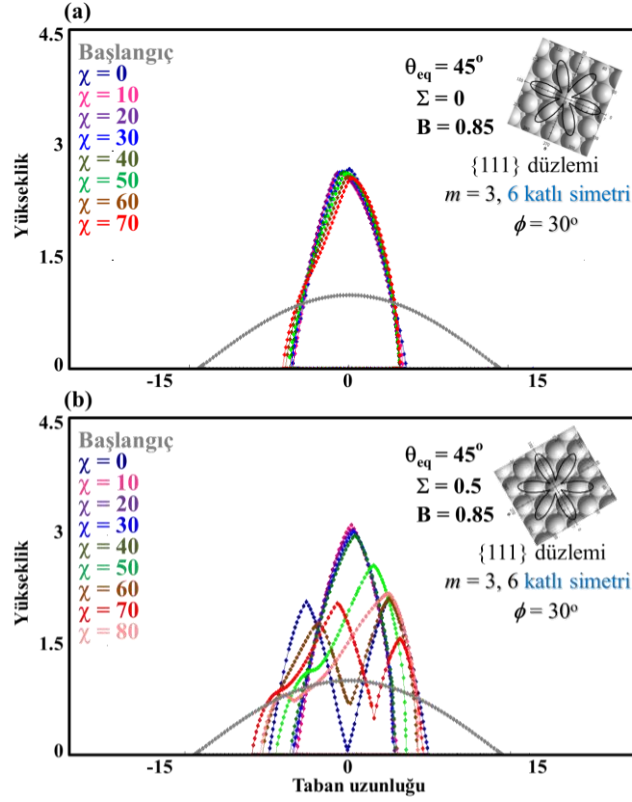 (a)
4.5
3
1.5
0
Yükseklik
Başlangıç
χ = 0
χ = 10
χ = 20
χ = 30
χ = 40
χ = 50
χ = 60
χ = 70
θeq = 45º
Σ = 0
B = 0.85
{111} düzlemi
m = 3, 6 katlı simetri
ϕ = 30º
-15
0
15
(b)
4.5
3
1.5
0
Yükseklik
Başlangıç
χ = 0
χ = 10
χ = 20
χ = 30
χ = 40
χ = 50
χ = 60
χ = 70
χ = 80
θeq = 45º
Σ = 0.5
B = 0.85
{111} düzlemi
m = 3, 6 katlı simetri
ϕ = 30º
-15
0
15
Taban uzunluğu